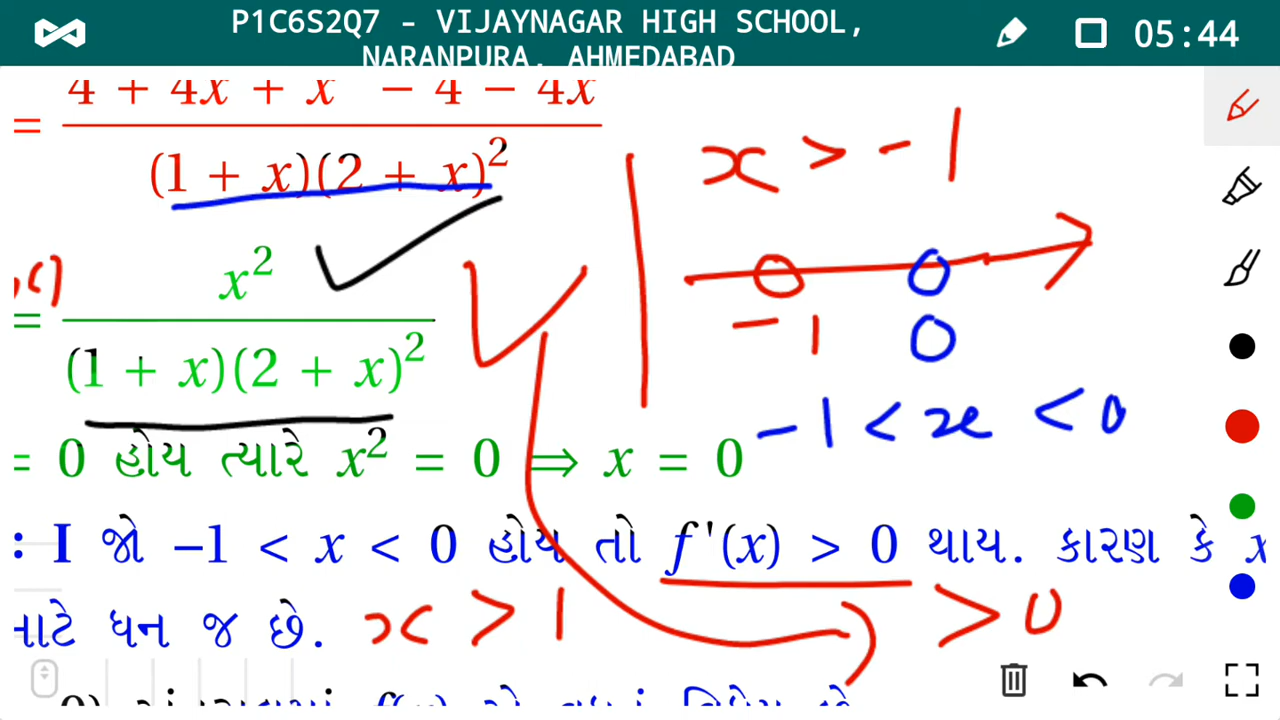 P1C6S2Q7 - VIJAYNAGAR HIGH SCHOOL,
NARANPURA, AHMEDABAD
05:44
= 4 + 4x + x - 4 - 4x
(1 + x)(2 + x)²
x > -1
= x²
(1 + x)(2 + x)²
-1 0
-1 < x < 0
= 0 હોય ત્યારે x² = 0 ⇒ x = 0
: I જો -1 < x < 0 હોય તો f'(x) > 0 થાય. કારણ કે x
માટે ધન જ છે. x > 1 > 0